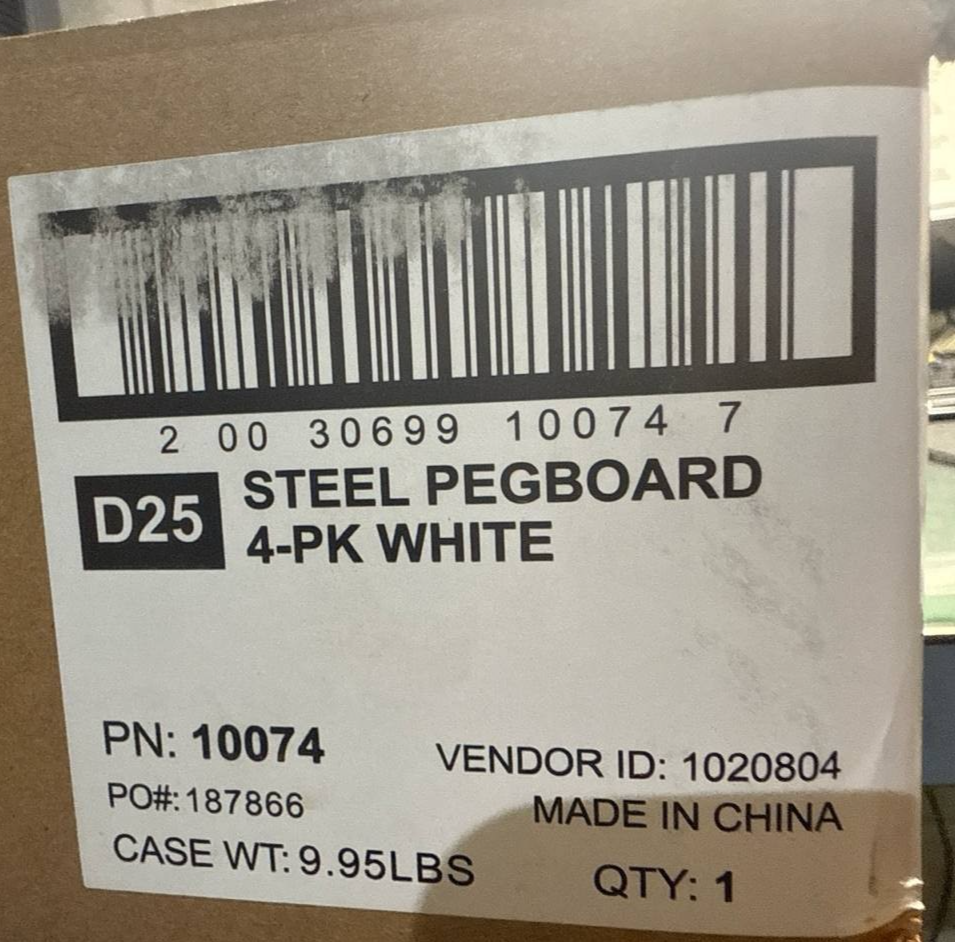 2 00 30699 10074 7
D25
STEEL PEGBOARD
4-PK WHITE
PN: 10074
VENDOR ID: 1020804
PO#:187866
MADE IN CHINA
CASE WT: 9.95LBS
QTY: 1